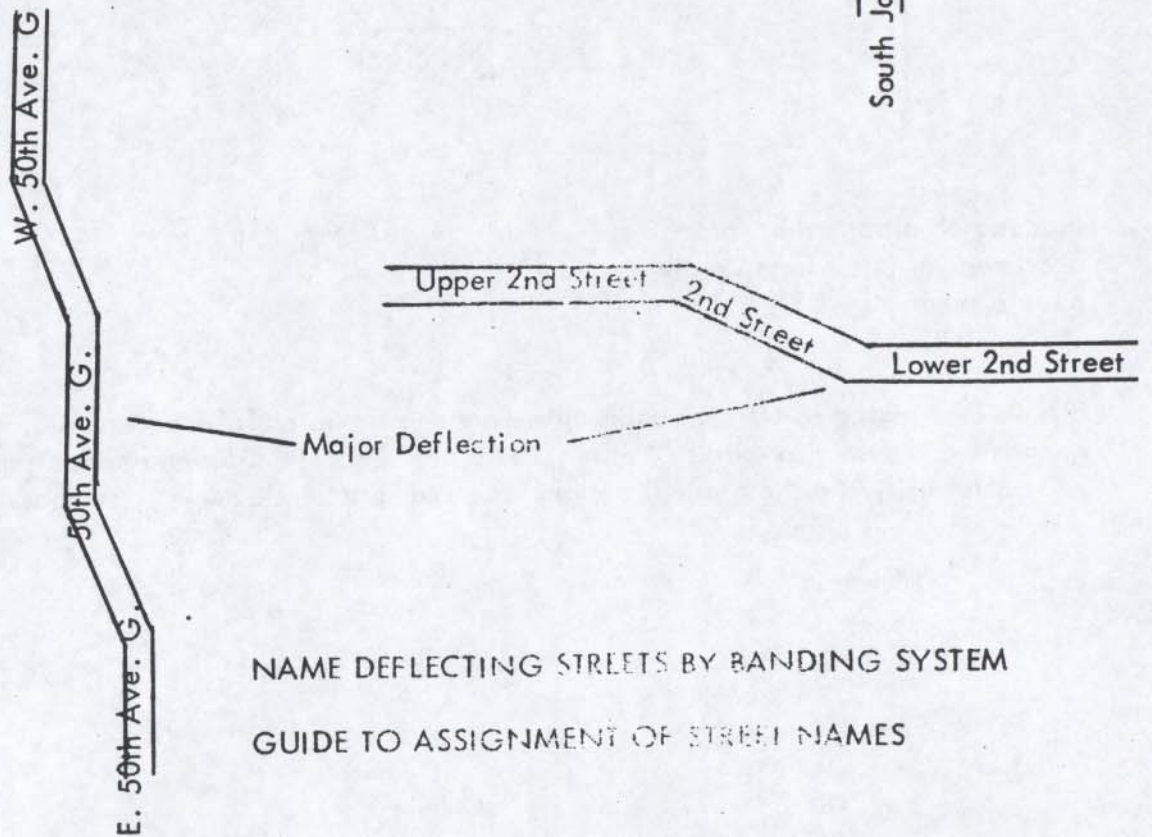 W. 50th Ave. G
South
Upper 2nd Street
2nd Street
Lower 2nd Street
50th Ave. G.
Major Deflection
E. 50th Ave. G.
NAME DEFLECTING STREETS BY BANDING SYSTEM
GUIDE TO ASSIGNMENT OF STREET NAMES